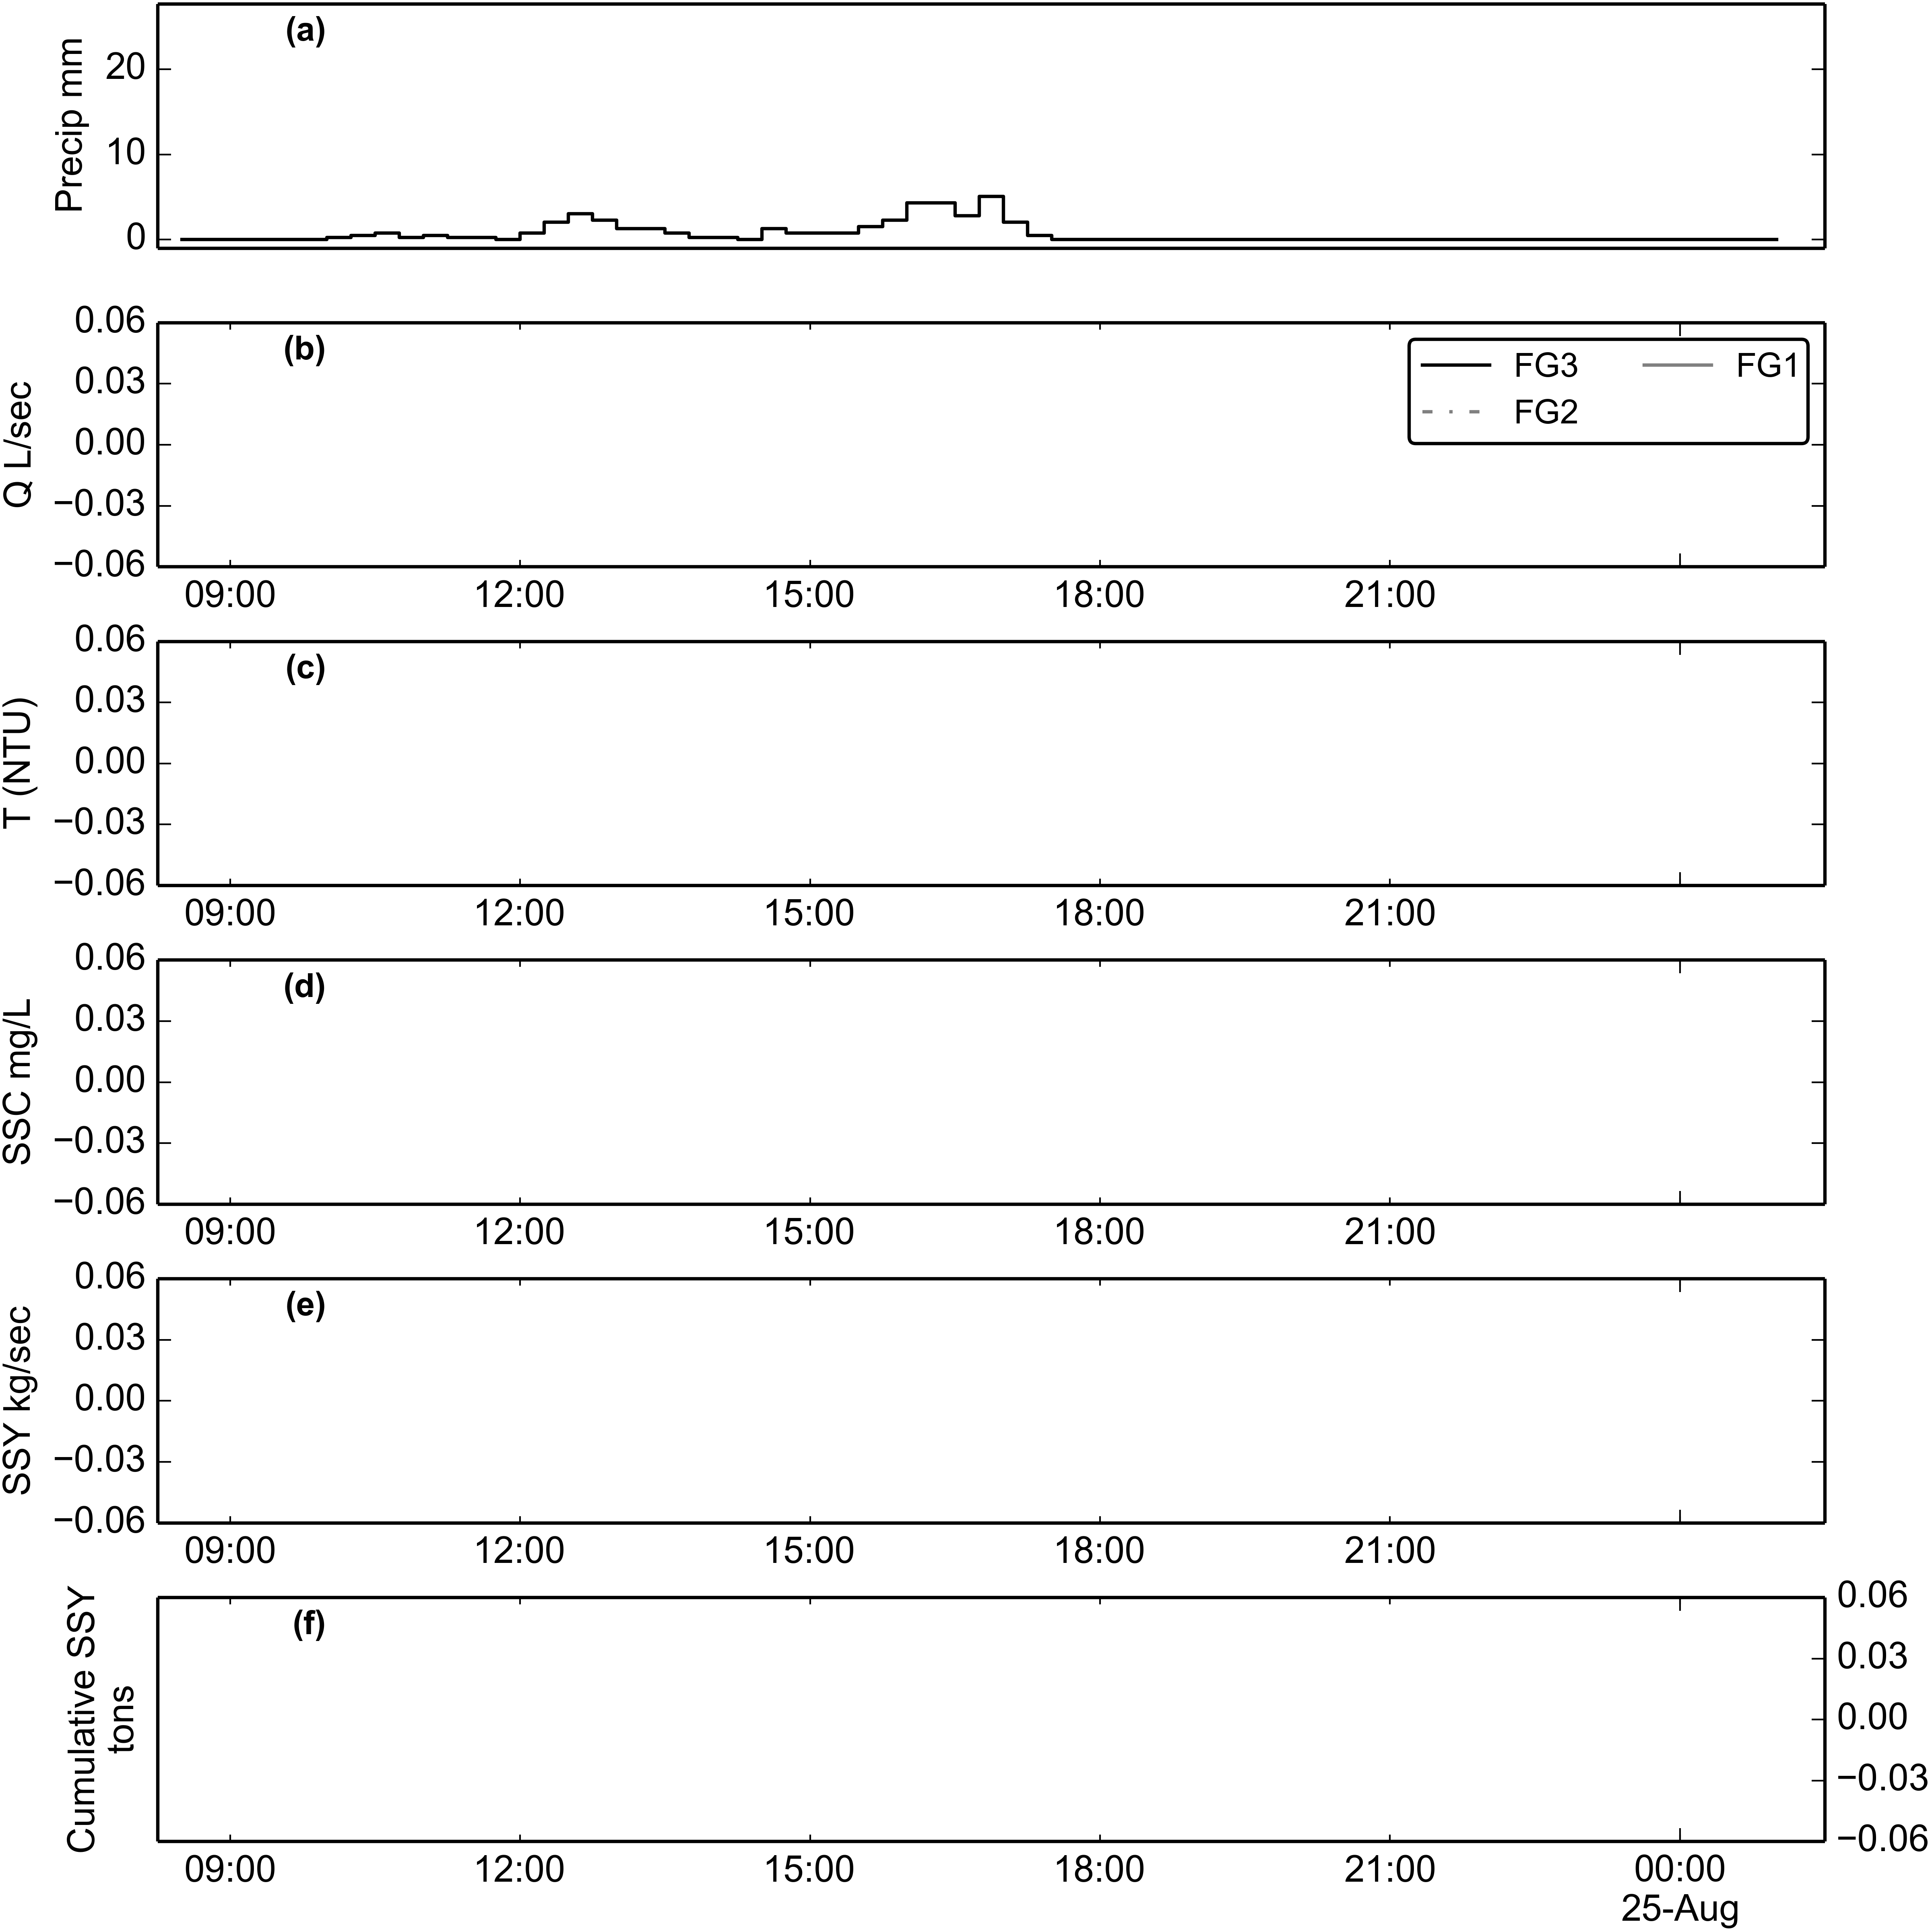 (a)
Precip mm
20
10
0
(b)
Q L/sec
0.06
0.03
0.00
−0.03
−0.06
FG3 FG1
FG2
09:00 12:00 15:00 18:00 21:00
(c)
T (NTU)
0.06
0.03
0.00
−0.03
−0.06
09:00 12:00 15:00 18:00 21:00
(d)
SSC mg/L
0.06
0.03
0.00
−0.03
−0.06
09:00 12:00 15:00 18:00 21:00
(e)
SSY kg/sec
0.06
0.03
0.00
−0.03
−0.06
09:00 12:00 15:00 18:00 21:00
(f)
Cumulative SSY
tons
0.06
0.03
0.00
−0.03
−0.06
09:00 12:00 15:00 18:00 21:00 00:00
25-Aug